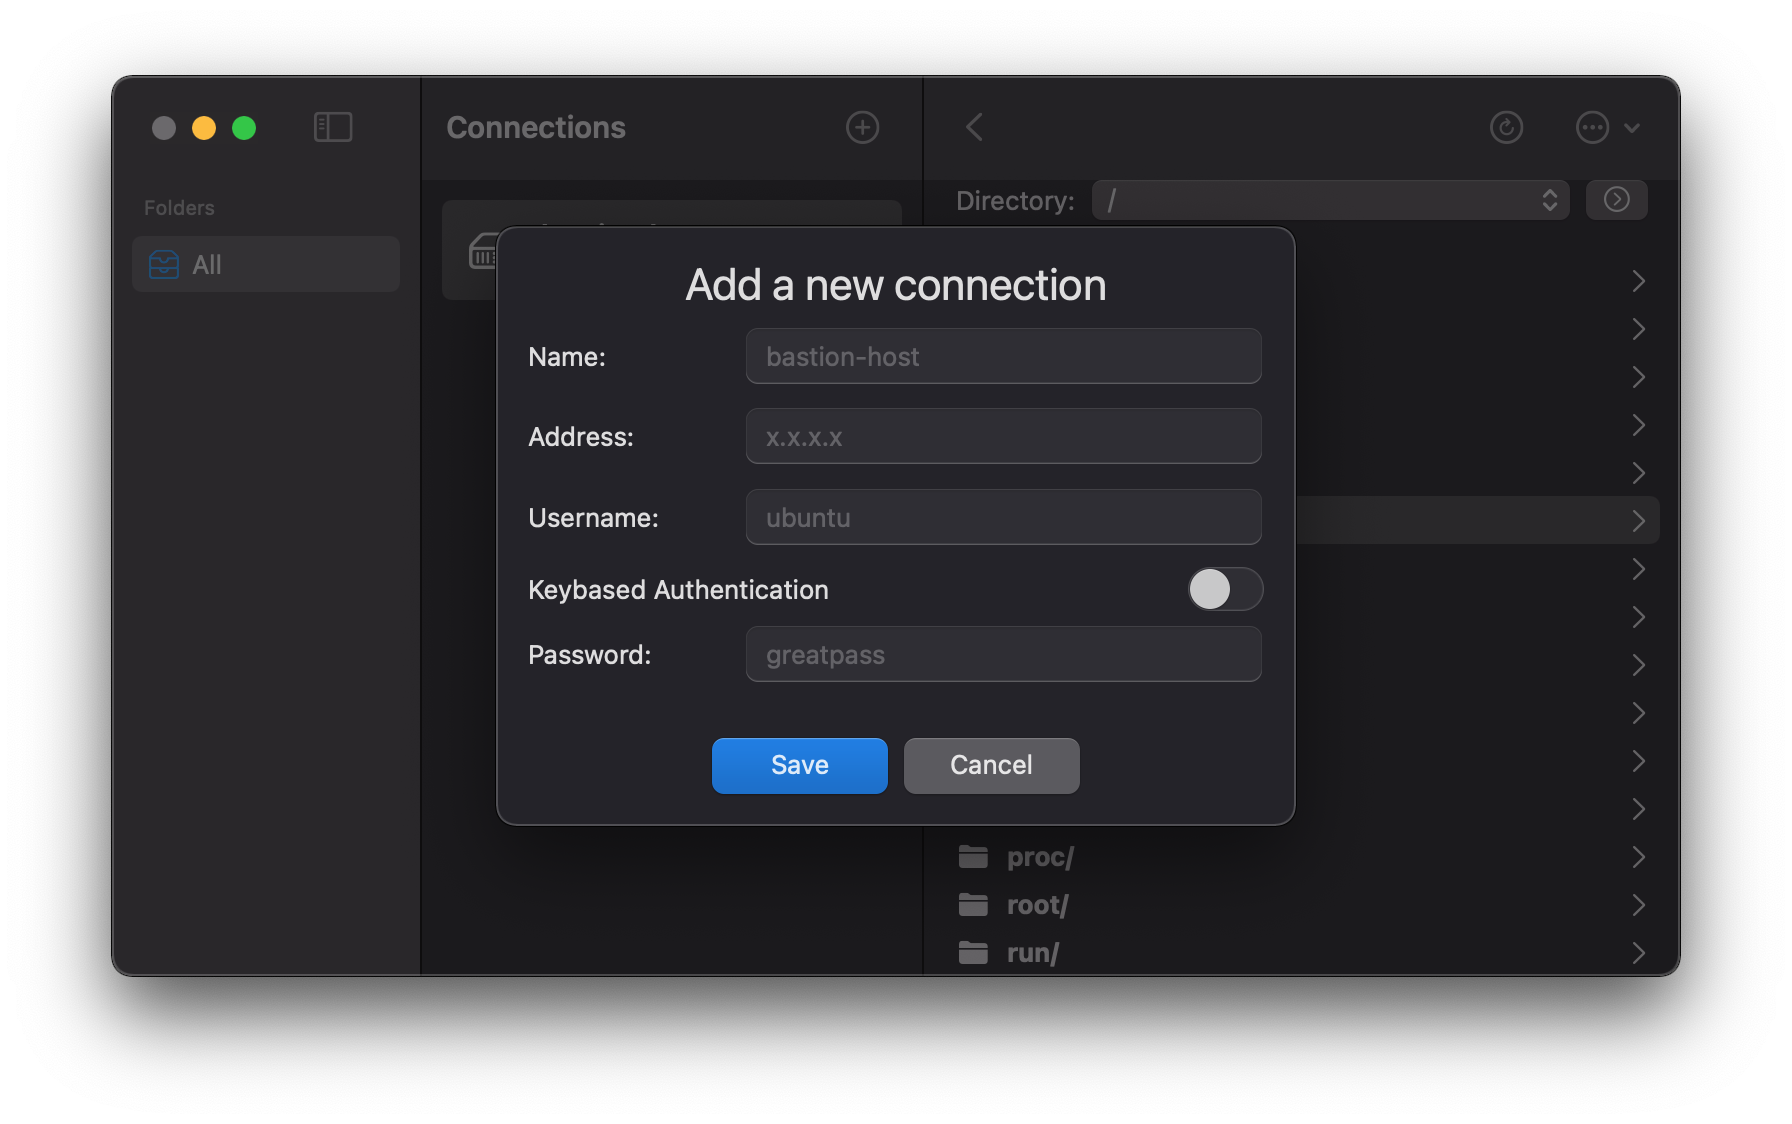 Connections
Folders
All
Directory: /
Add a new connection
Name: bastion-host
Address: x.x.x.x
Username: ubuntu
Keybased Authentication
Password: greatpass
Save Cancel
proc/
root/
run/